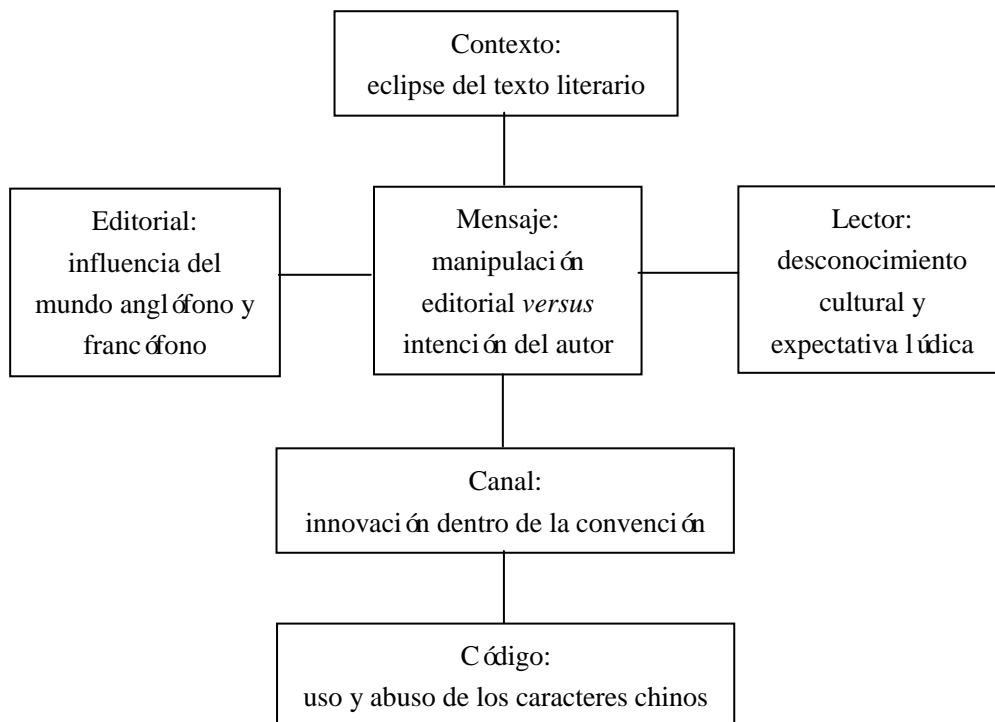 Contexto:
eclipse del texto literario
Editorial:
influencia del
mundo anglófono y
francófono
Mensaje:
manipulación
editorial versus
intención del autor
Lector:
desconocimiento
cultural y
expectativa lúdica
Canal:
innovación dentro de la convención
Código:
uso y abuso de los caracteres chinos